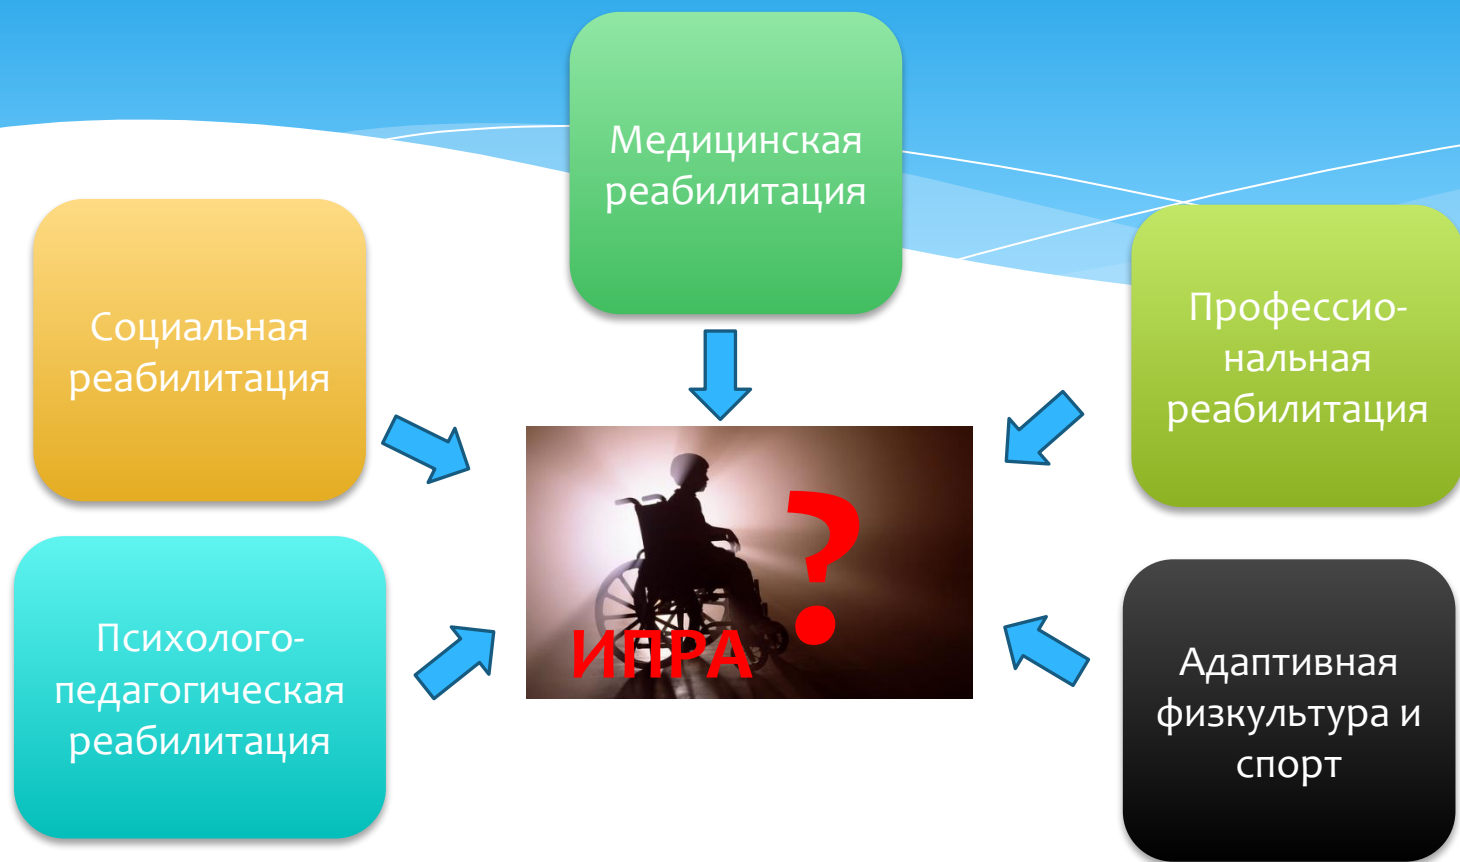 Медицинская
реабилитация
Социальная
реабилитация
Профессио-
нальная
реабилитация
?
ИПРА
Психолого-
педагогическая
реабилитация
Адаптивная
физкультура и
спорт